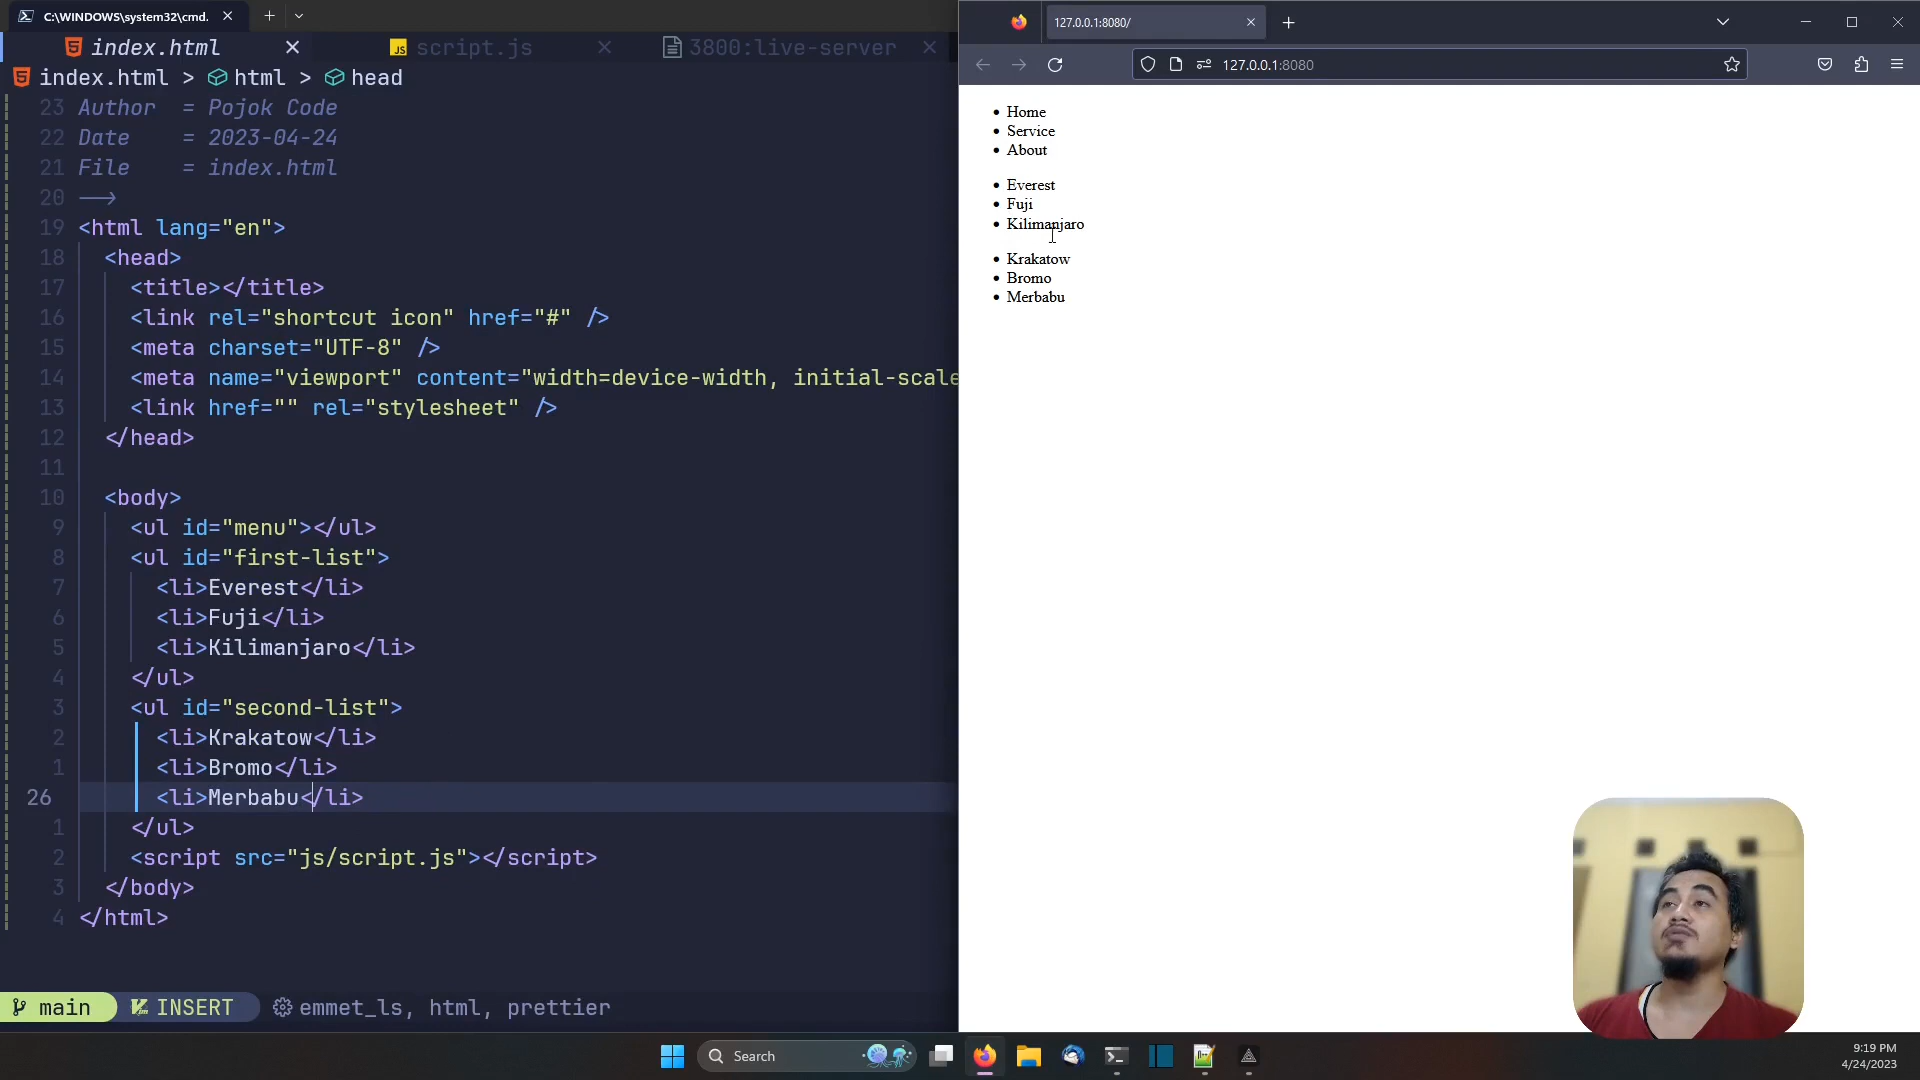 C:\WINDOWS\system32\cmd.
index.html
script.js
3800:live-server
index.html > html > head
23 Author = Pojok Code
22 Date = 2023-04-24
21 File = index.html
20 -->
19 <html lang="en">
18 <head>
17 <title></title>
16 <link rel="shortcut icon" href="#" />
15 <meta charset="UTF-8" />
14 <meta name="viewport" content="width=device-width, initial-scale
13 <link href="" rel="stylesheet" />
12 </head>
11
10 <body>
9 <ul id="menu"></ul>
8 <ul id="first-list">
7 <li>Everest</li>
6 <li>Fuji</li>
5 <li>Kilimanjaro</li>
4 </ul>
3 <ul id="second-list">
2 <li>Krakatow</li>
1 <li>Bromo</li>
26 <li>Merbabu</li>
1 </ul>
2 <script src="js/script.js"></script>
3 </body>
4 </html>
main INSERT emmet_ls, html, prettier
127.0.0.1:8080/
127.0.0.1:8080
Home
Service
About
Everest
Fuji
Kilimanjaro
Krakatow
Bromo
Merbabu
Search
9:19 PM
4/24/2023